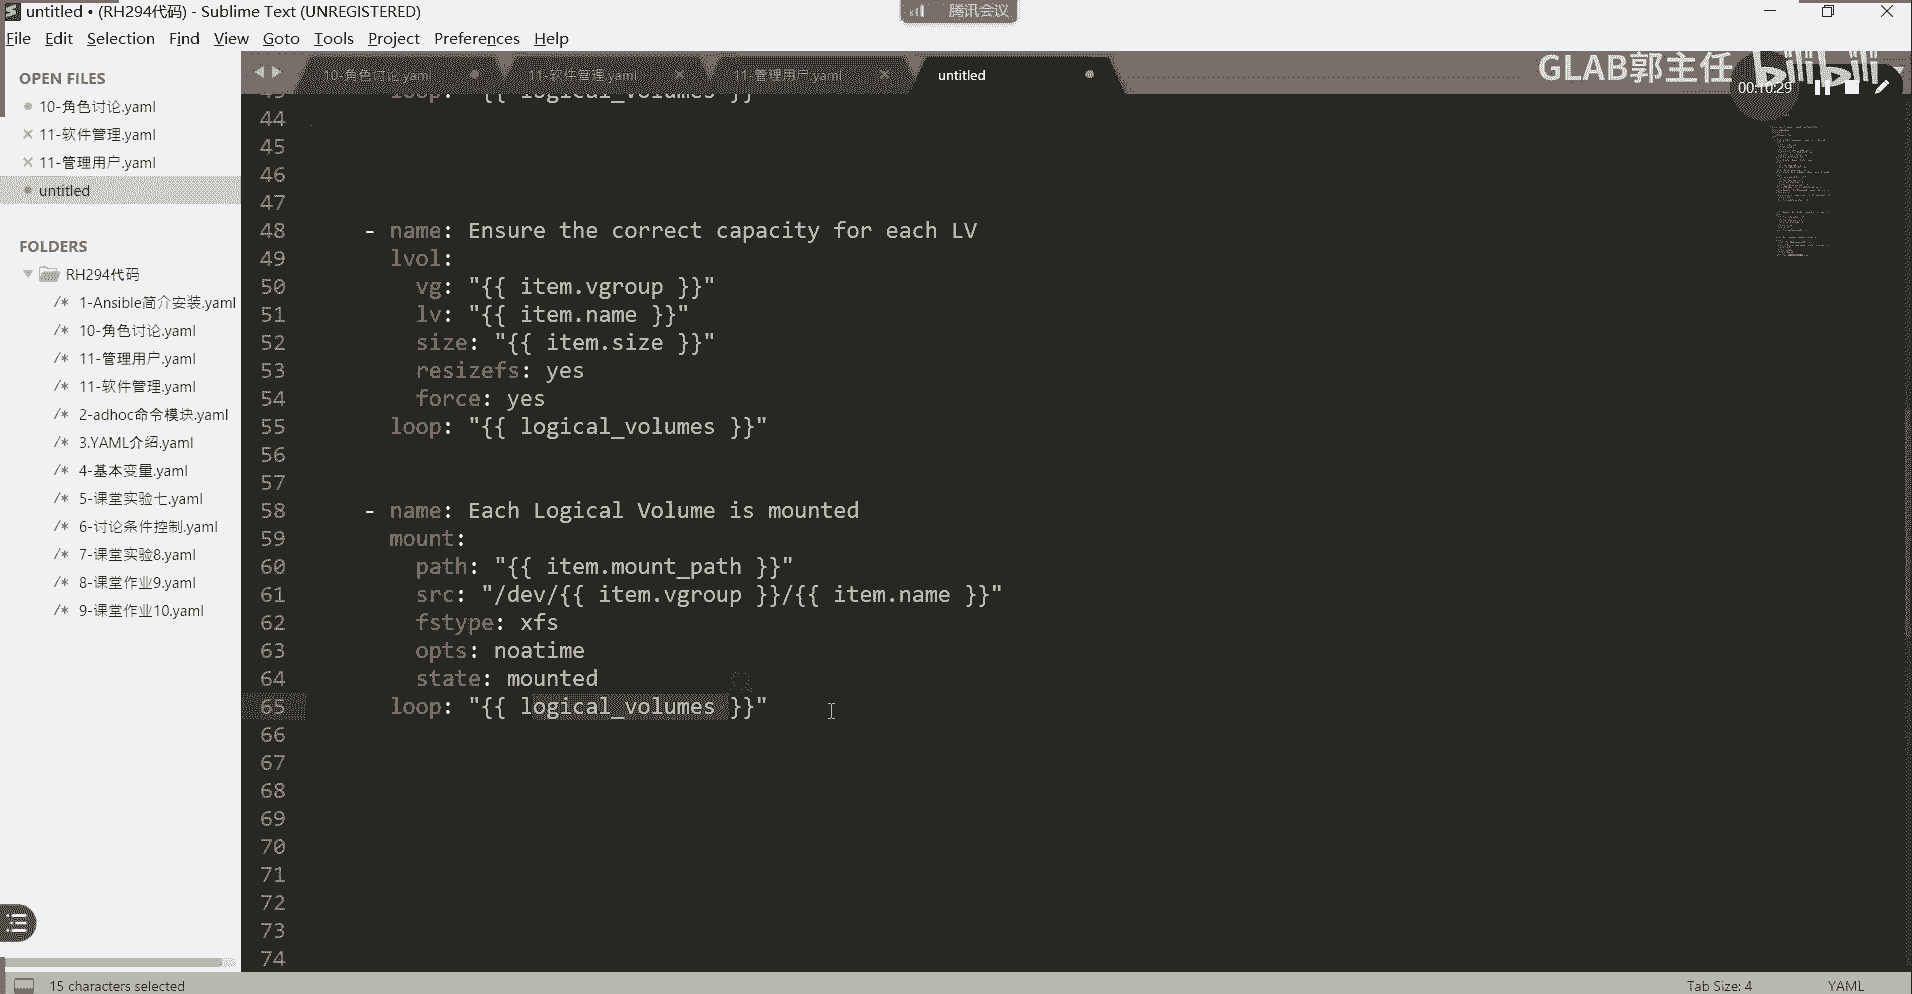 untitled • (RH294代码) - Sublime Text (UNREGISTERED)
腾讯会议
File Edit Selection Find View Goto Tools Project Preferences Help
OPEN FILES
10-角色讨论.yaml
11-软件管理.yaml
11-管理用户.yaml
untitled
FOLDERS
RH294代码
/* 1-Ansible简介安装.yaml
/* 10-角色讨论.yaml
/* 11-管理用户.yaml
/* 11-软件管理.yaml
/* 2-adhoc命令模块.yaml
/* 3.YAML介绍.yaml
/* 4-基本变量.yaml
/* 5-课堂实验七.yaml
/* 6-讨论条件控制.yaml
/* 7-课堂实验8.yaml
/* 8-课堂作业9.yaml
/* 9-课堂作业10.yaml
10-角色讨论.yaml 11-软件管理.yaml 11-管理用户.yaml untitled
GLAB郭主任 bilibili
00:10:29
43 loop: "{{ logical_volumes }}"
44
45
46
47
48 - name: Ensure the correct capacity for each LV
49 lvol:
50 vg: "{{ item.vgroup }}"
51 lv: "{{ item.name }}"
52 size: "{{ item.size }}"
53 resizefs: yes
54 force: yes
55 loop: "{{ logical_volumes }}"
56
57
58 - name: Each Logical Volume is mounted
59 mount:
60 path: "{{ item.mount_path }}"
61 src: "/dev/{{ item.vgroup }}/{{ item.name }}"
62 fstype: xfs
63 opts: noatime
64 state: mounted
65 loop: "{{ logical_volumes }}"
66
67
68
69
70
71
72
73
74
15 characters selected
Tab Size: 4 YAML